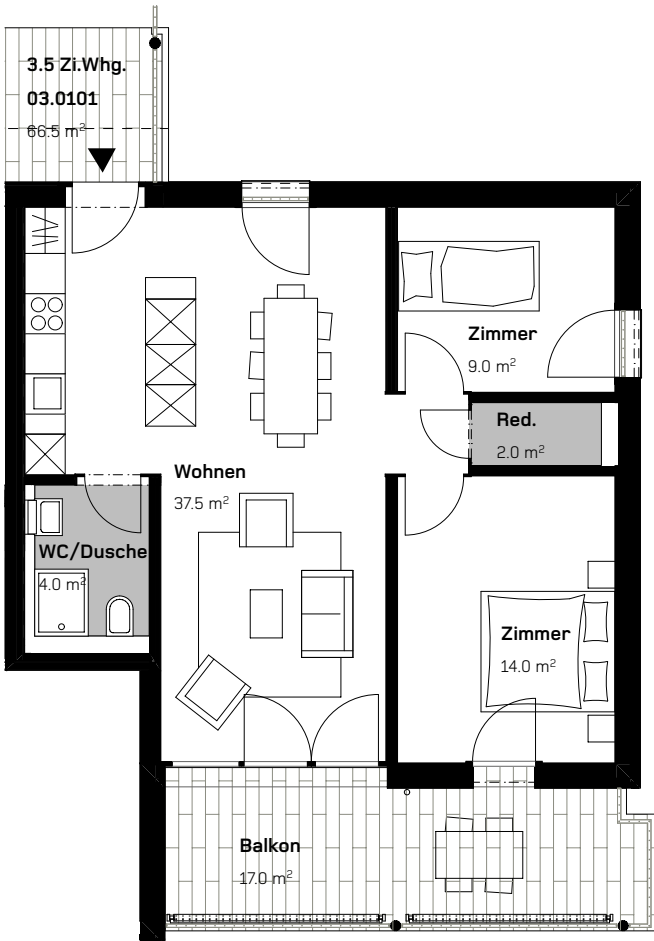 3.5 Zi.Whg.
03.0101
66.5 m²
Zimmer
9.0 m²
Red.
2.0 m²
Wohnen
37.5 m²
WC/Dusche
4.0 m²
Zimmer
14.0 m²
Balkon
17.0 m²